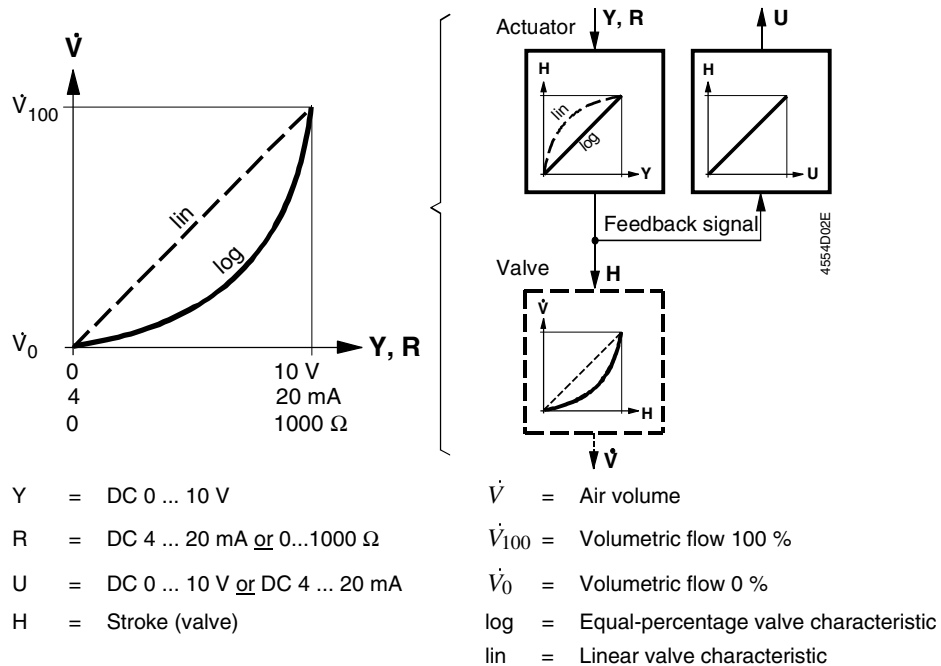 V̇
V̇100
lin
log
V̇0
Y, R
0 10 V
4 20 mA
0 1000 Ω
Actuator
Y, R
U
H
lin
log
Y
H
U
Feedback signal
4554D02E
Valve
H
V̇
H
V̇
Y = DC 0 ... 10 V
R = DC 4 ... 20 mA or 0...1000 Ω
U = DC 0 ... 10 V or DC 4 ... 20 mA
H = Stroke (valve)
V̇ = Air volume
V̇100 = Volumetric flow 100 %
V̇0 = Volumetric flow 0 %
log = Equal-percentage valve characteristic
lin = Linear valve characteristic